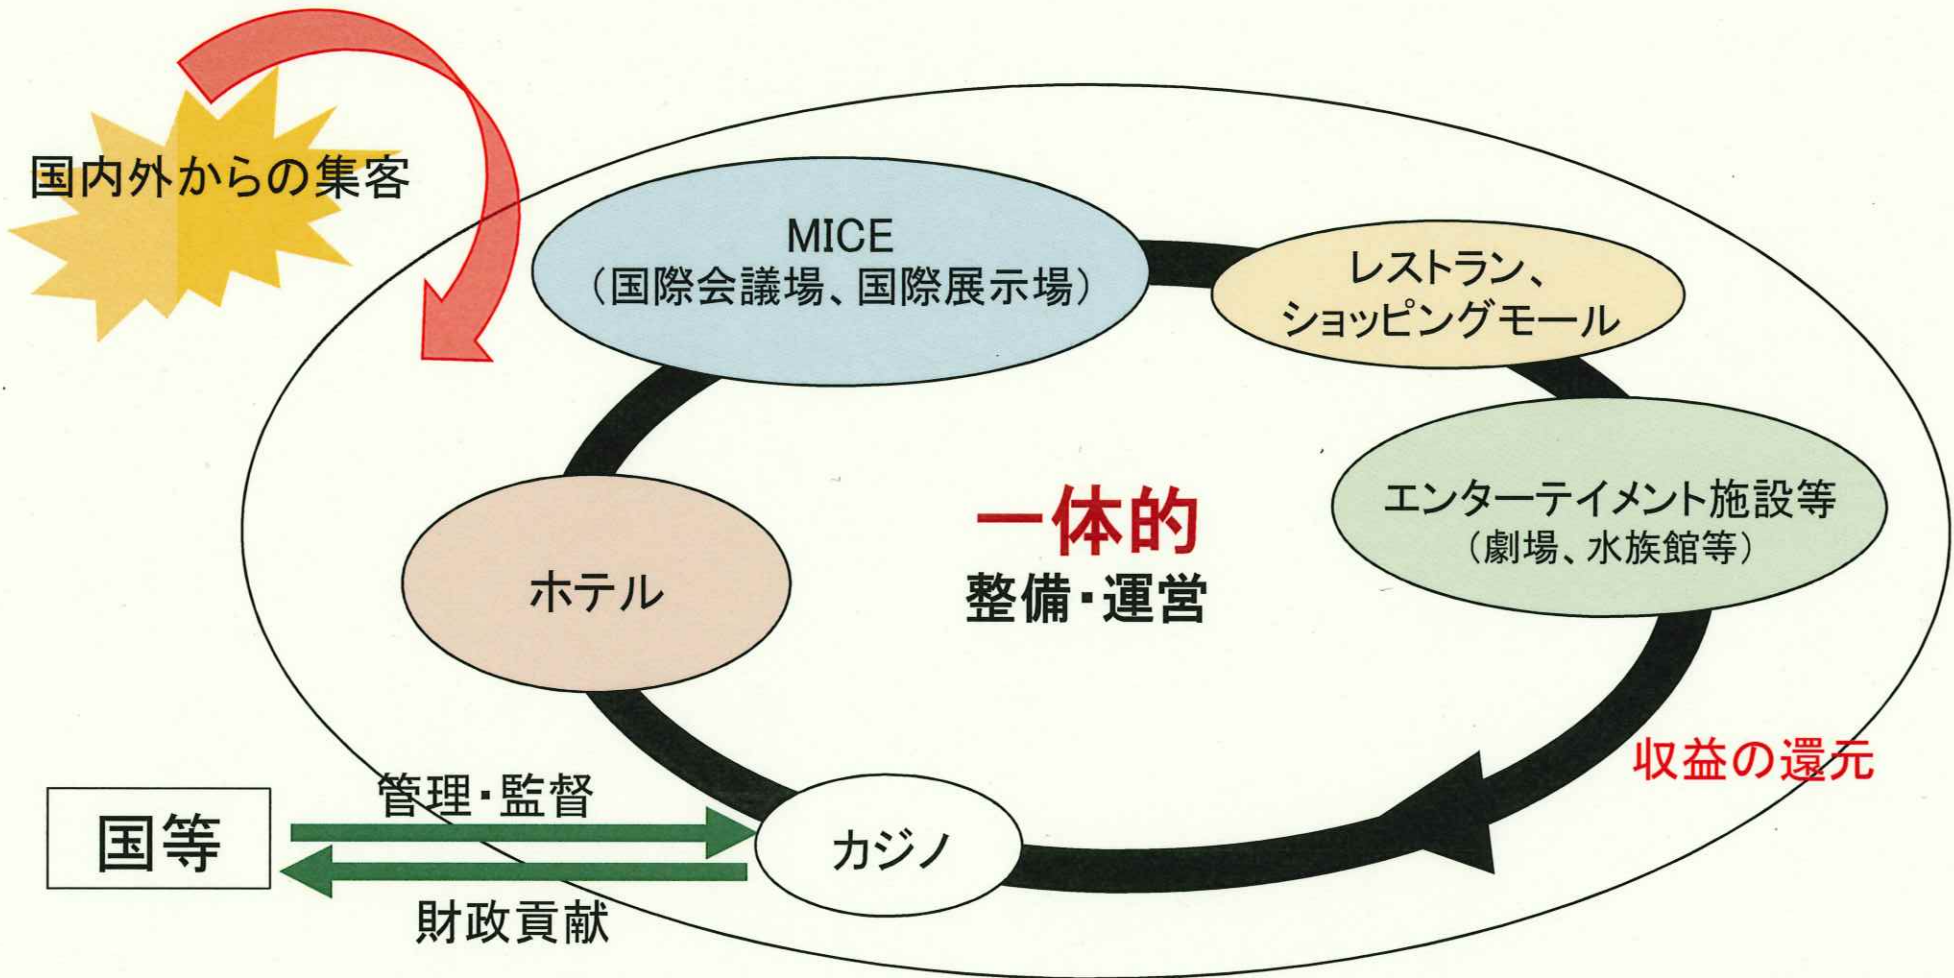 国内外からの集客
MICE
（国際会議場、国際展示場）
レストラン、
ショッピングモール
エンターテイメント施設等
（劇場、水族館等）
一体的
整備・運営
ホテル
収益の還元
管理・監督
国等
カジノ
財政貢献